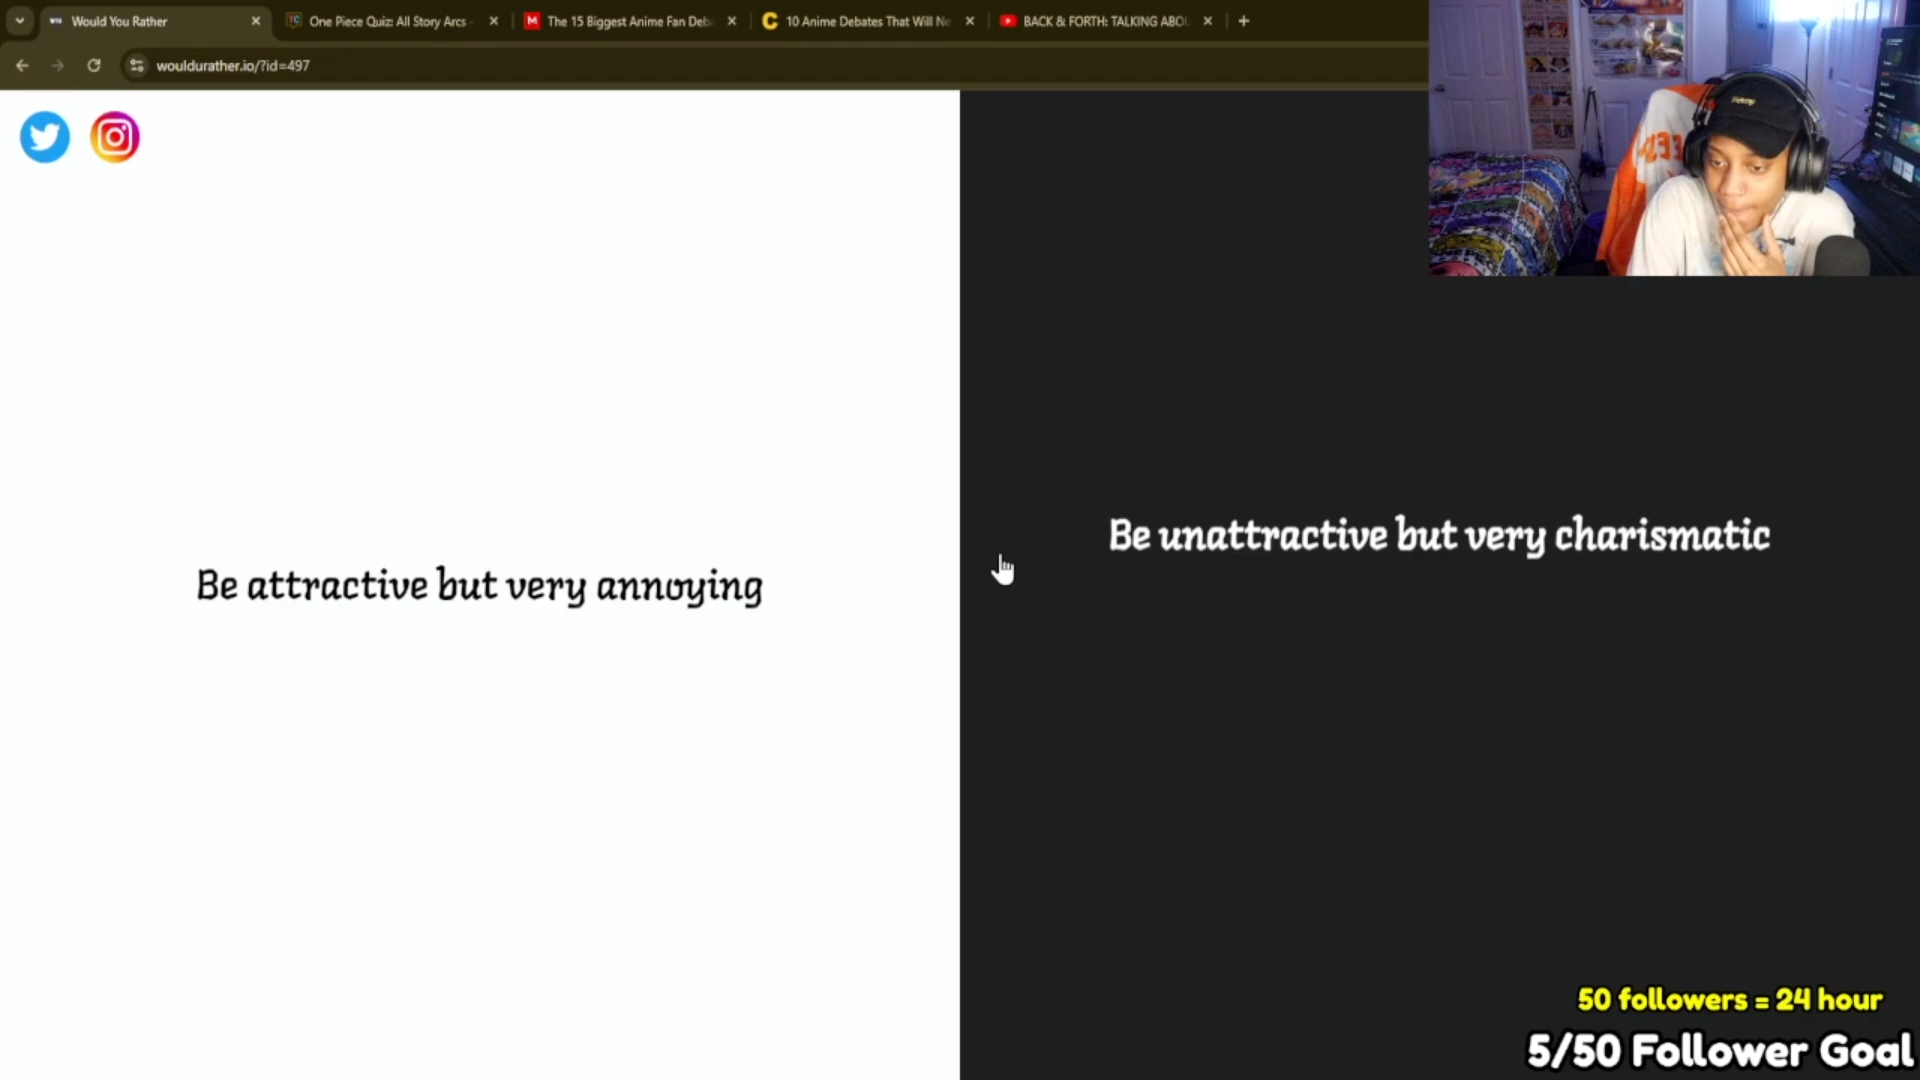 Would You Rather
One Piece Quiz: All Story Arcs
The 15 Biggest Anime Fan Deb
10 Anime Debates That Will Ne
BACK & FORTH: TALKING ABOU
wouldurather.io/?id=497
Be unattractive but very charismatic
Be attractive but very annoying
50 followers = 24 hour
5/50 Follower Goal